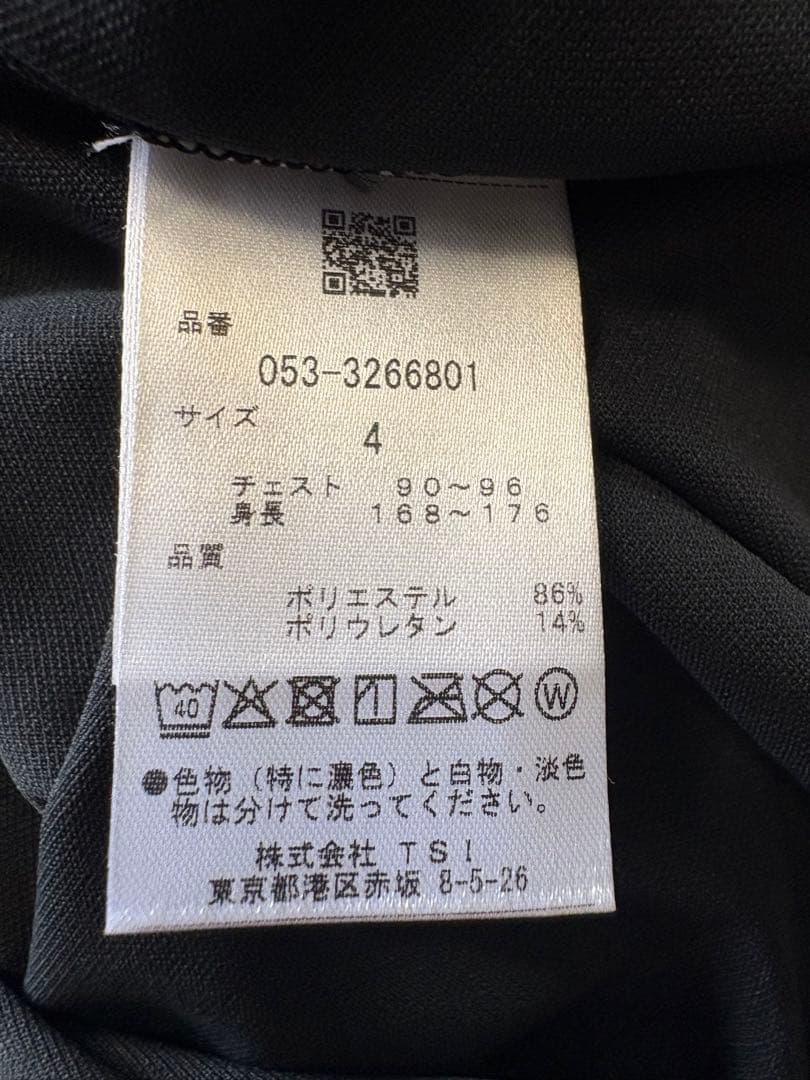 品番
053-3266801
サイズ
4
チェスト 90～96
身長 168～176
品質
ポリエステル 86%
ポリウレタン 14%
40 W
●色物（特に濃色）と白物・淡色
物は分けて洗ってください。
株式会社 TSI
東京都港区赤坂 8-5-26